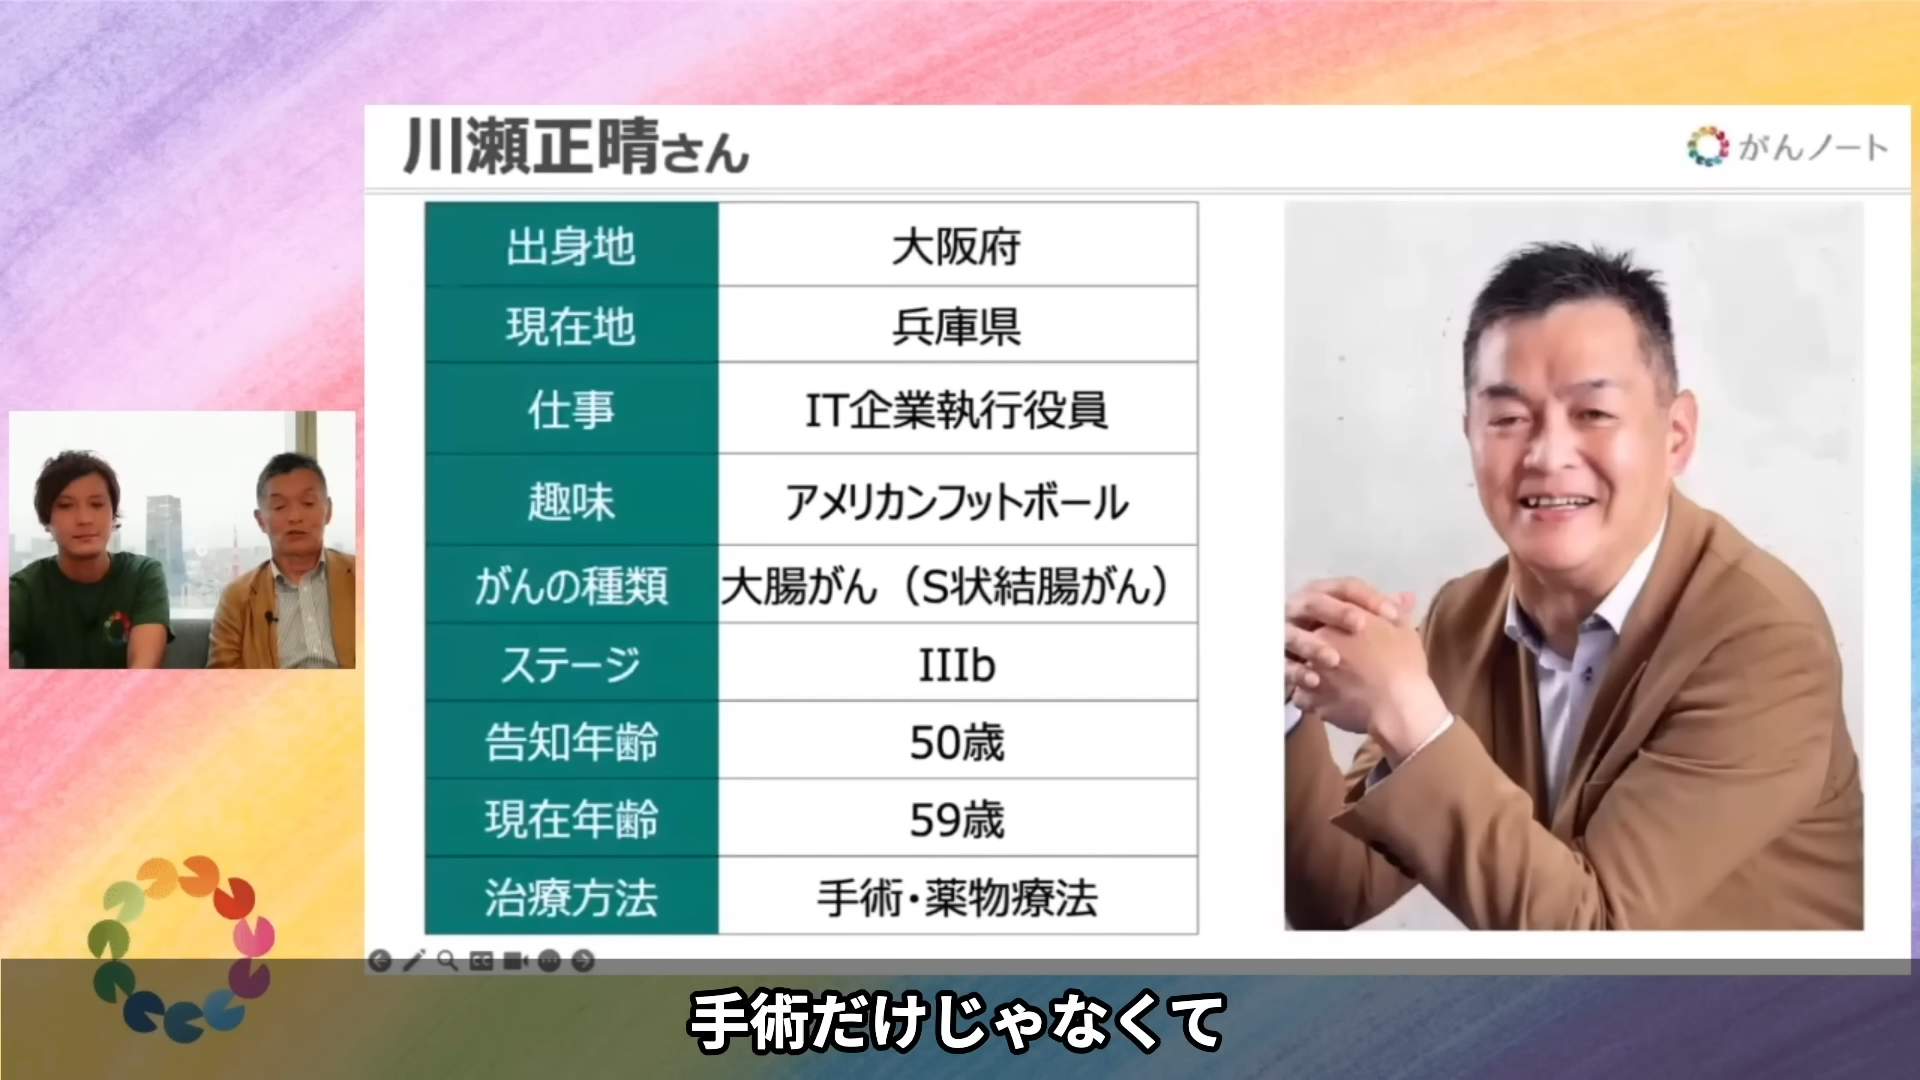 川瀬正晴さん
がんノート
出身地 大阪府
現在地 兵庫県
仕事 IT企業執行役員
趣味 アメリカンフットボール
がんの種類 大腸がん（S状結腸がん）
ステージ IIIb
告知年齢 50歳
現在年齢 59歳
治療方法 手術・薬物療法
CC
手術だけじゃなくて